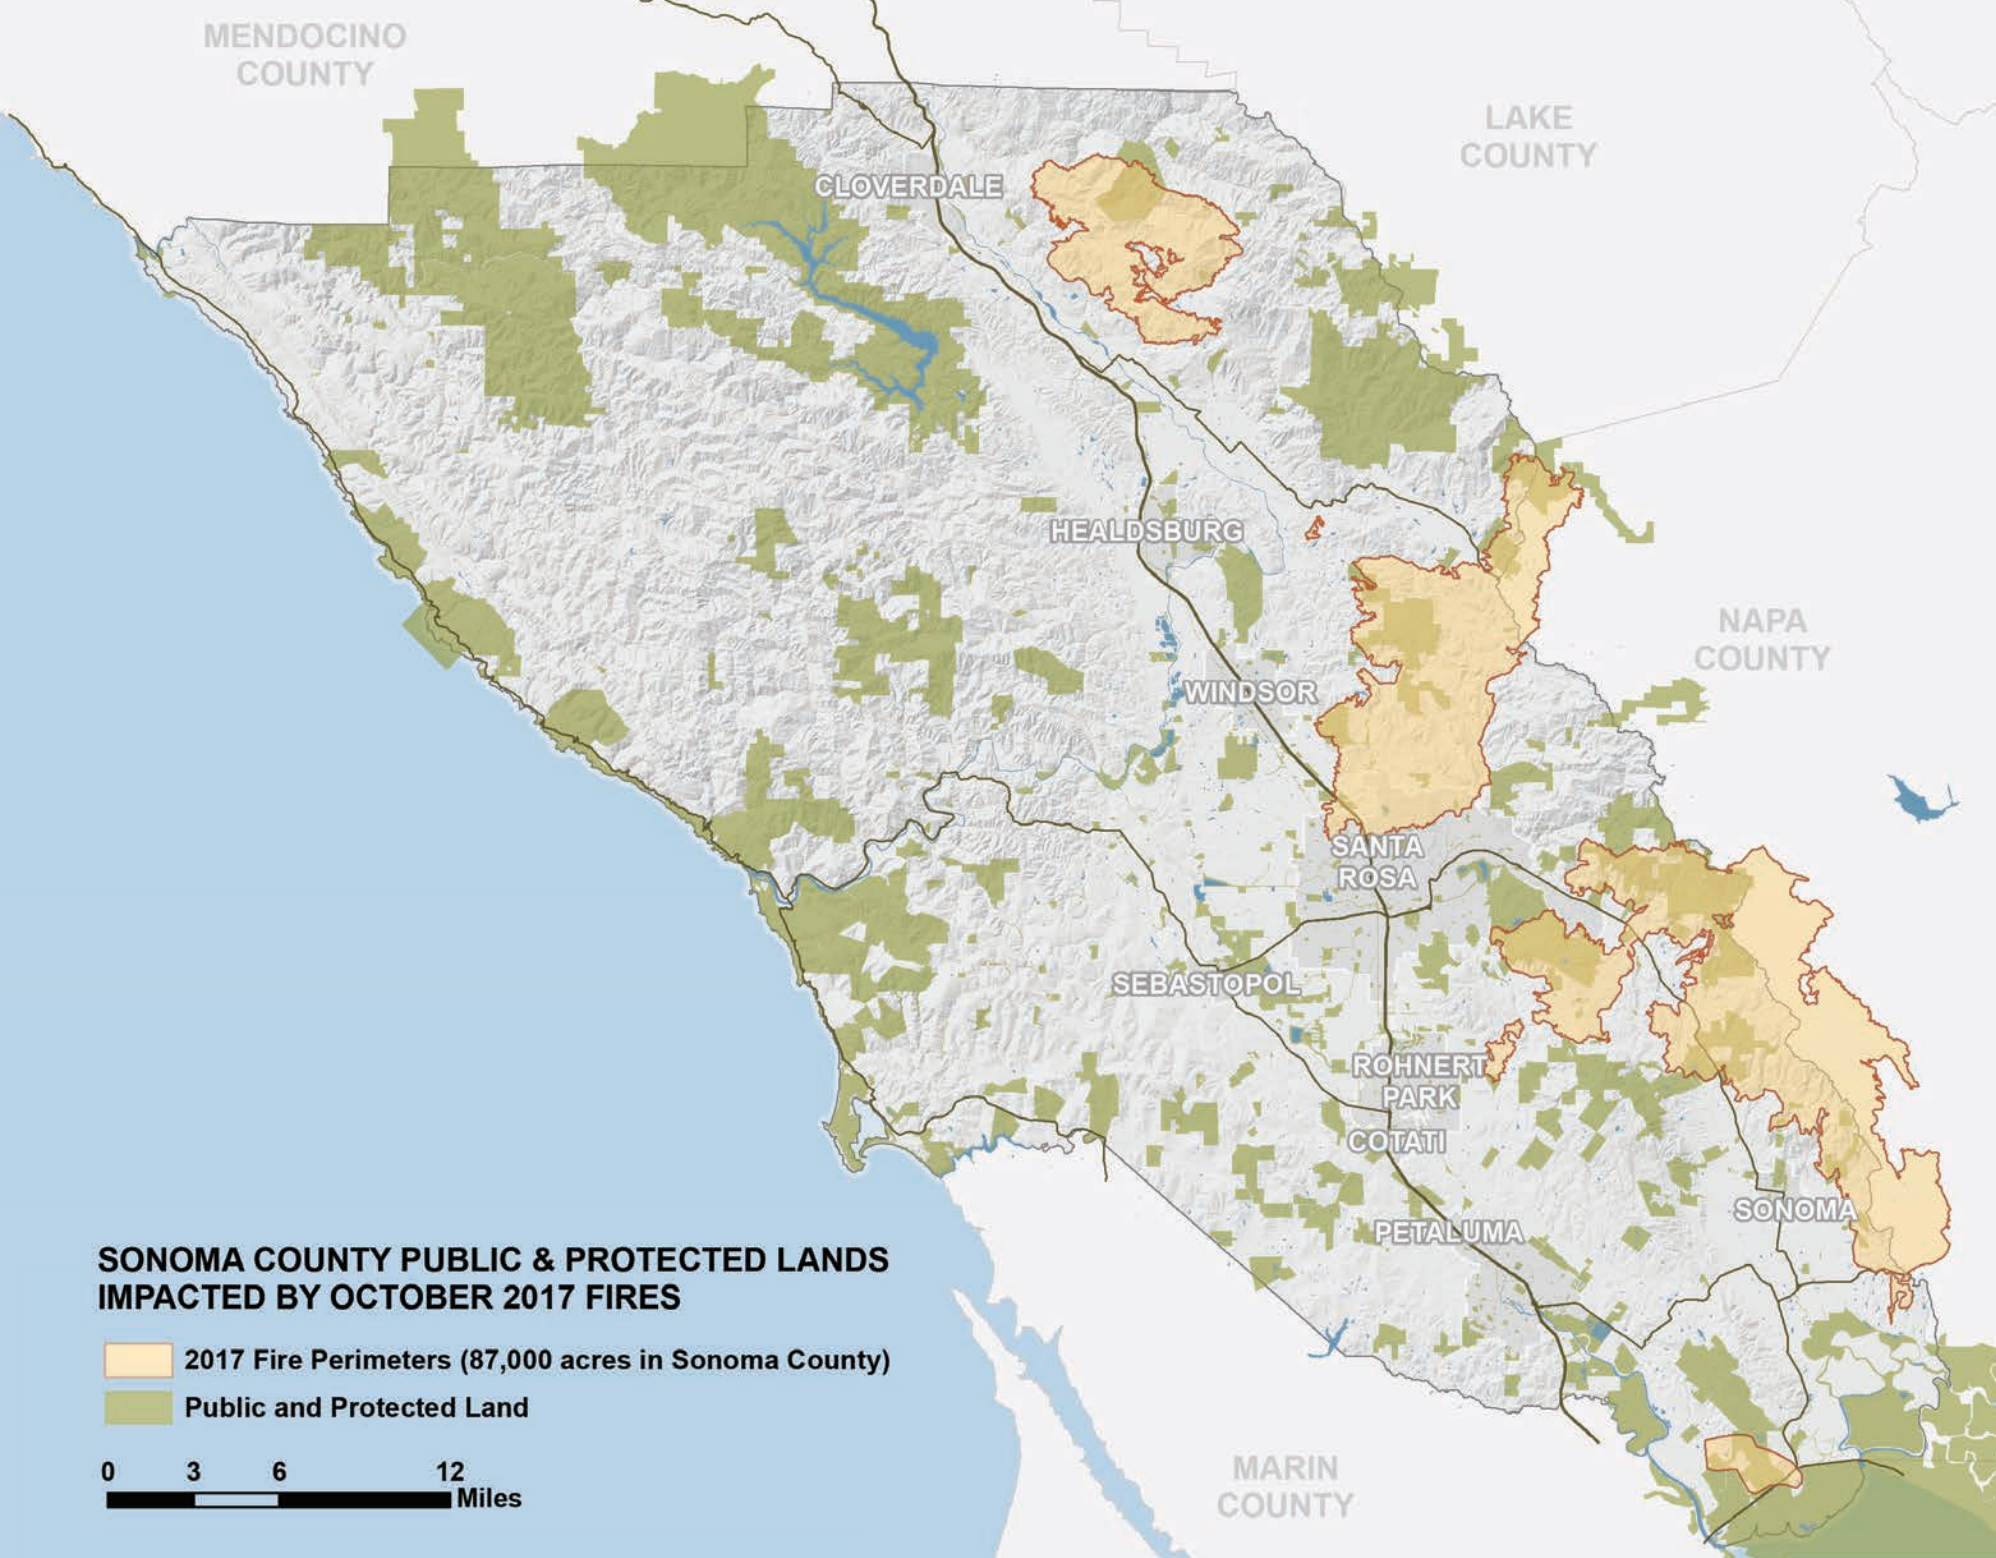 MENDOCINO
COUNTY
LAKE
COUNTY
CLOVERDALE
HEALDSBURG
NAPA
COUNTY
WINDSOR
SANTA
ROSA
SEBASTOPOL
ROHNERT
PARK
COTATI
SONOMA
PETALUMA
SONOMA COUNTY PUBLIC & PROTECTED LANDS
IMPACTED BY OCTOBER 2017 FIRES
2017 Fire Perimeters (87,000 acres in Sonoma County)
Public and Protected Land
0 3 6 12
Miles
MARIN
COUNTY